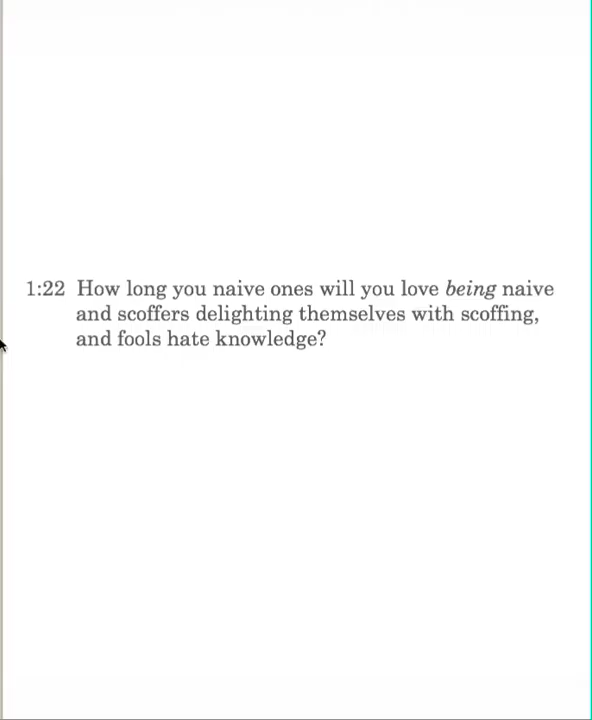 1:22 How long you naive ones will you love being naive
and scoffers delighting themselves with scoffing,
and fools hate knowledge?